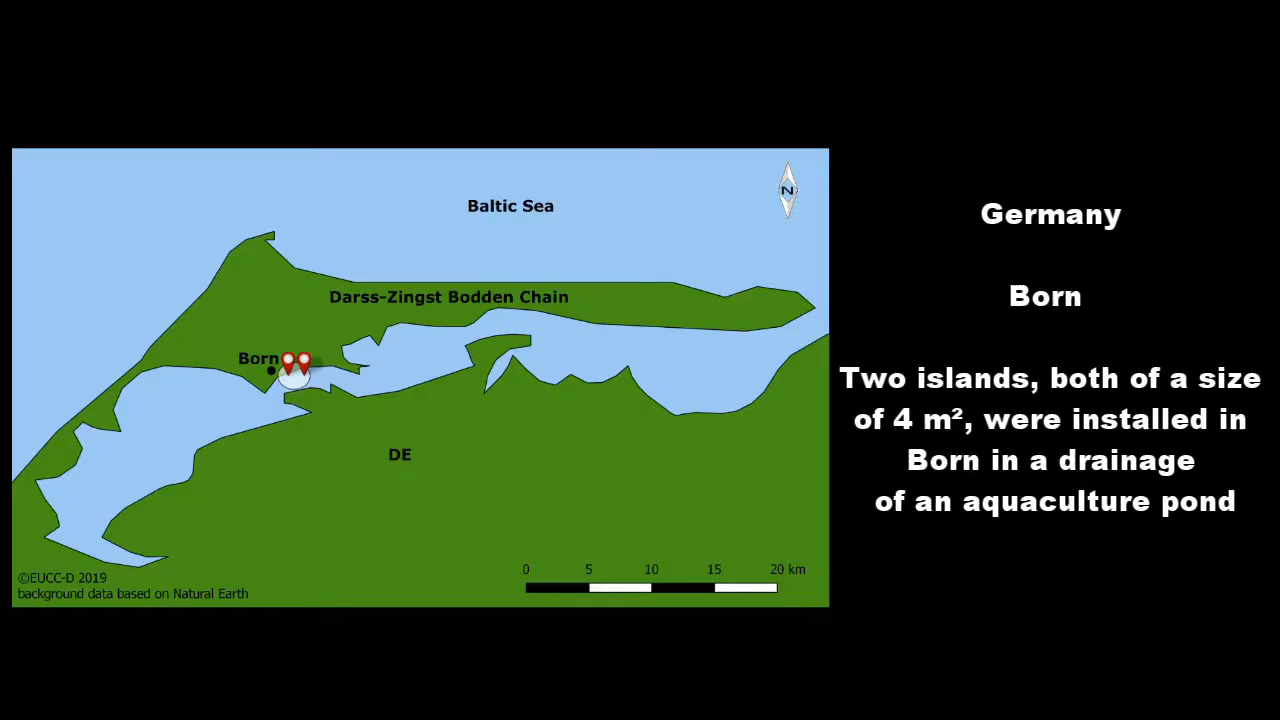 Baltic Sea
N
Darss-Zingst Bodden Chain
Born
DE
0 5 10 15 20 km
©EUCC-D 2019
background data based on Natural Earth
Germany
Born
Two islands, both of a size
of 4 m², were installed in
Born in a drainage
of an aquaculture pond